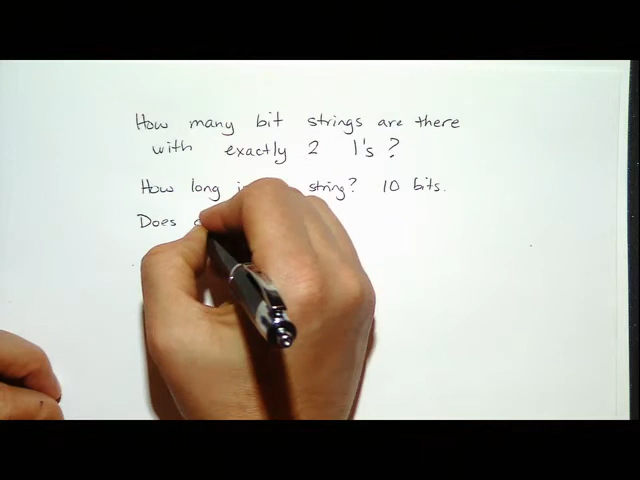 How many bit strings are there
with exactly 2 1's?
How long string? 10 bits.
Does